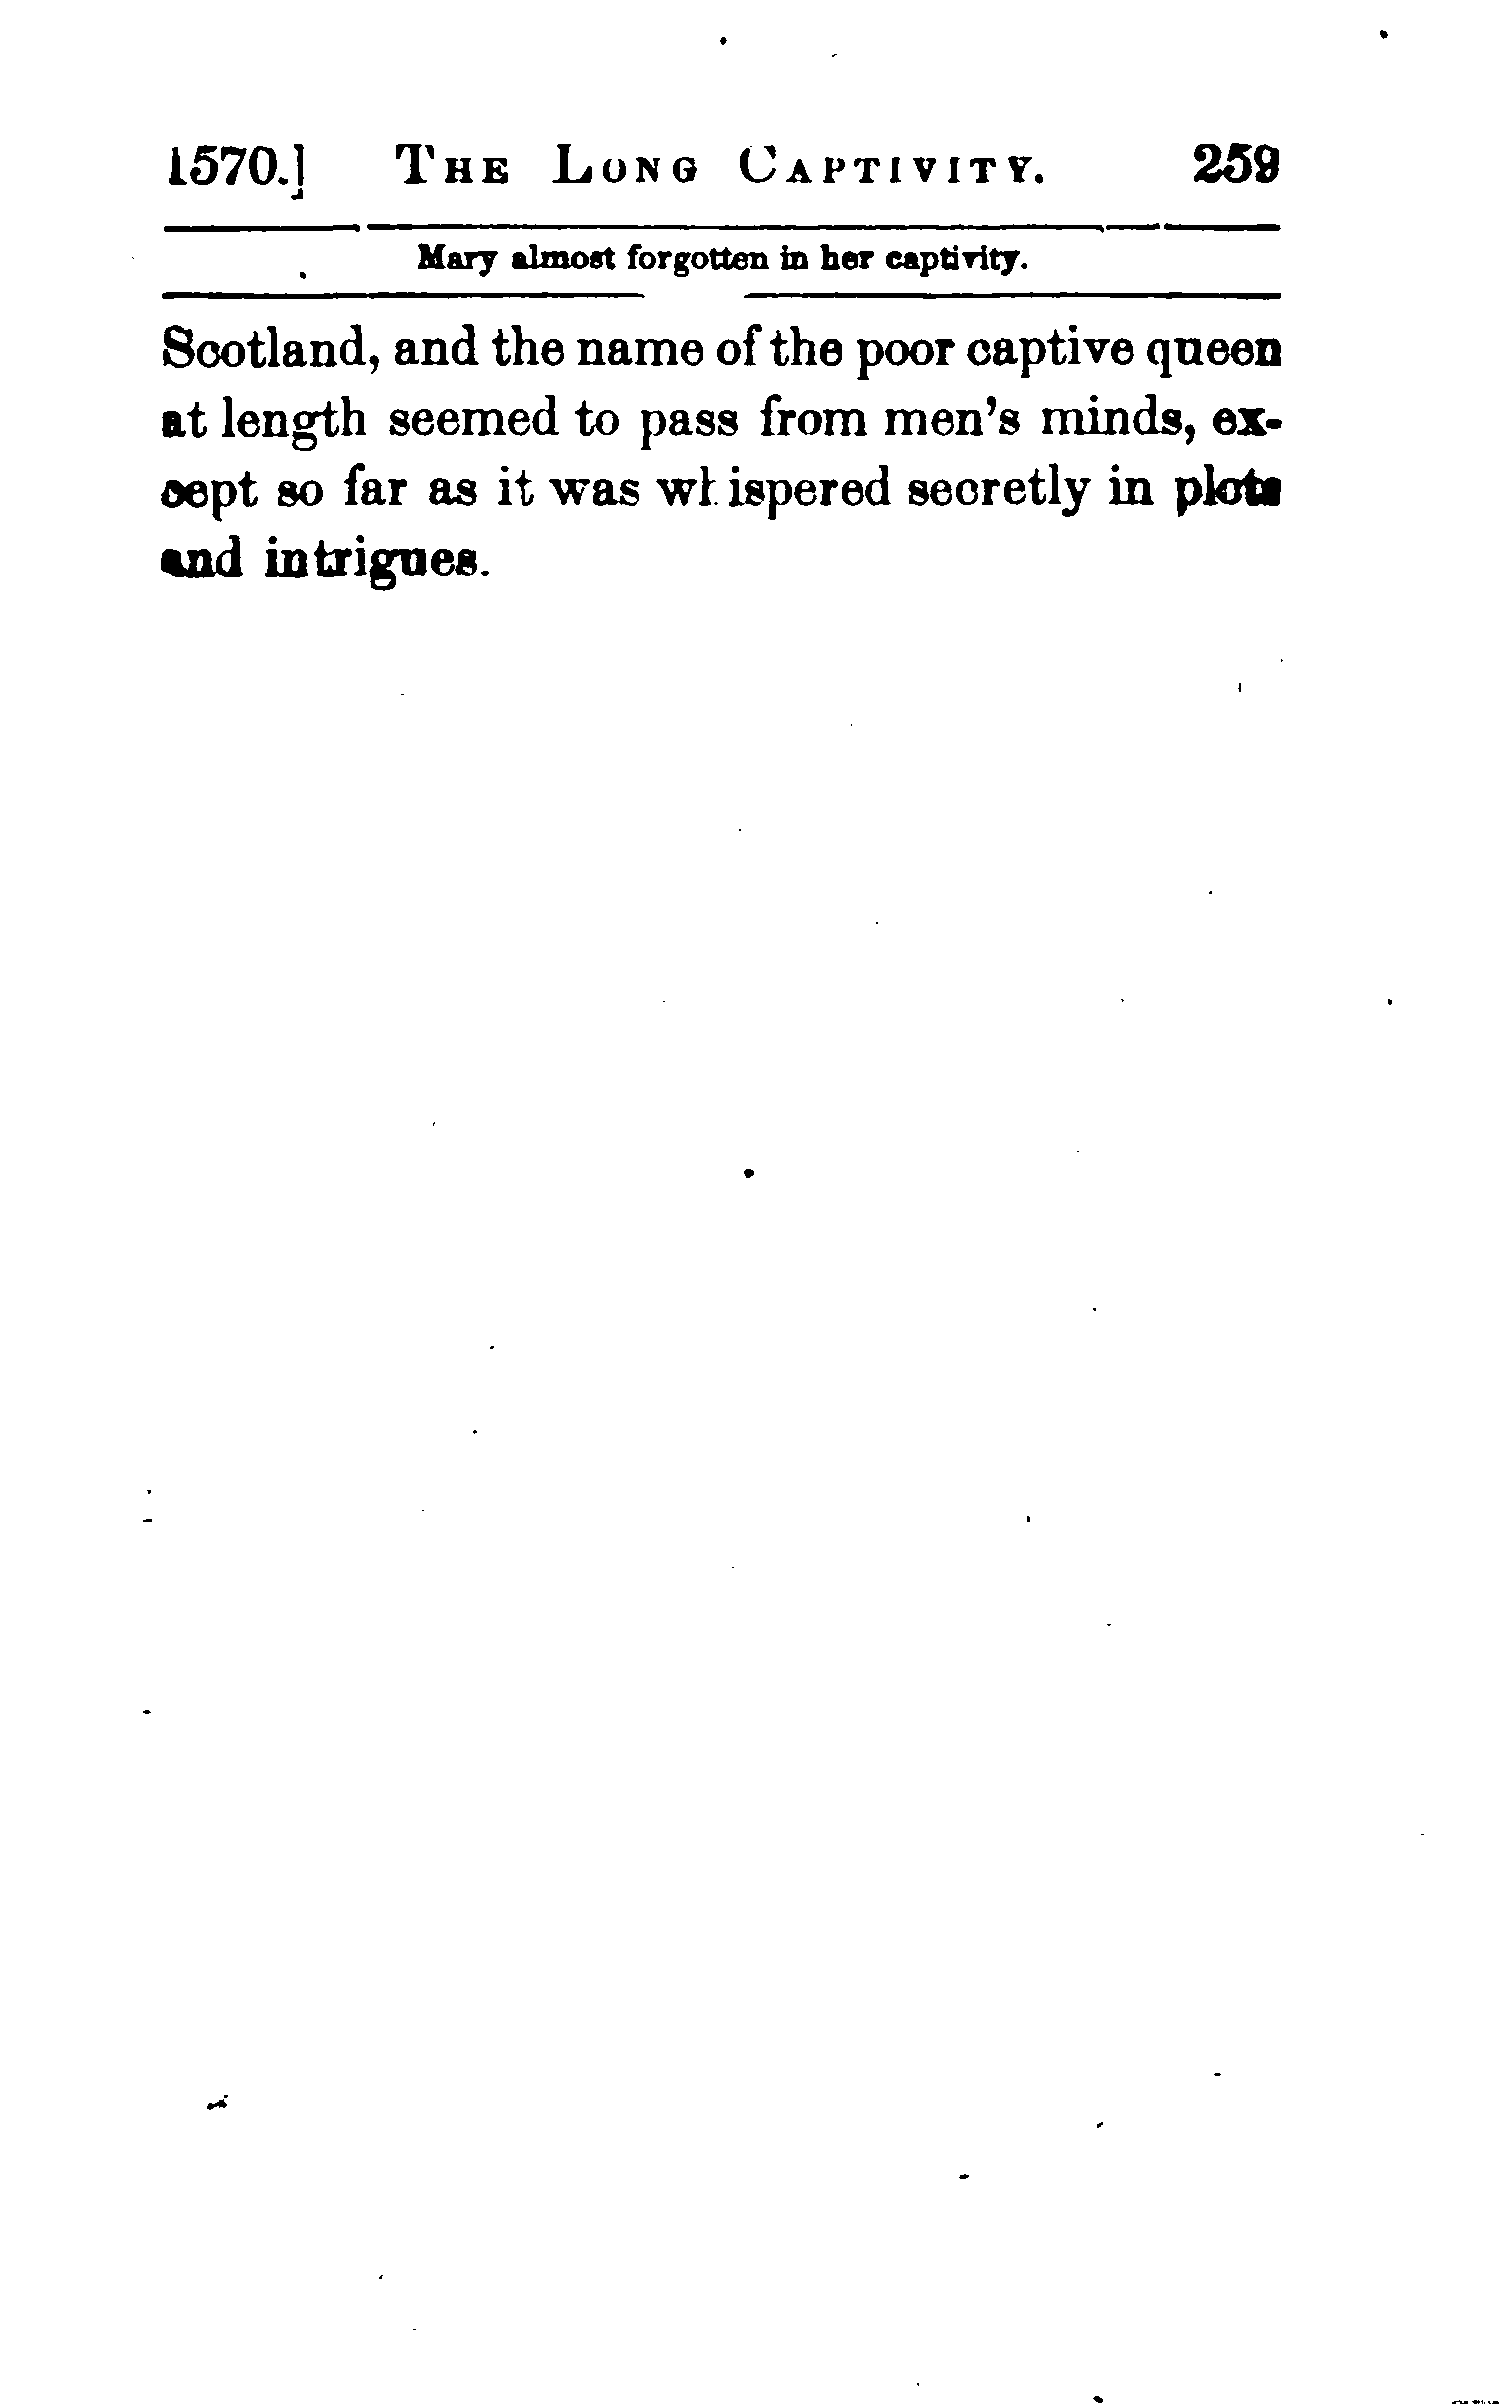 1570.] THE LONG CAPTIVITY. 259
Mary almost forgotten in her captivity.
Scotland, and the name of the poor captive queen
at length seemed to pass from men's minds, ex-
cept so far as it was whispered secretly in plots
and intrigues.